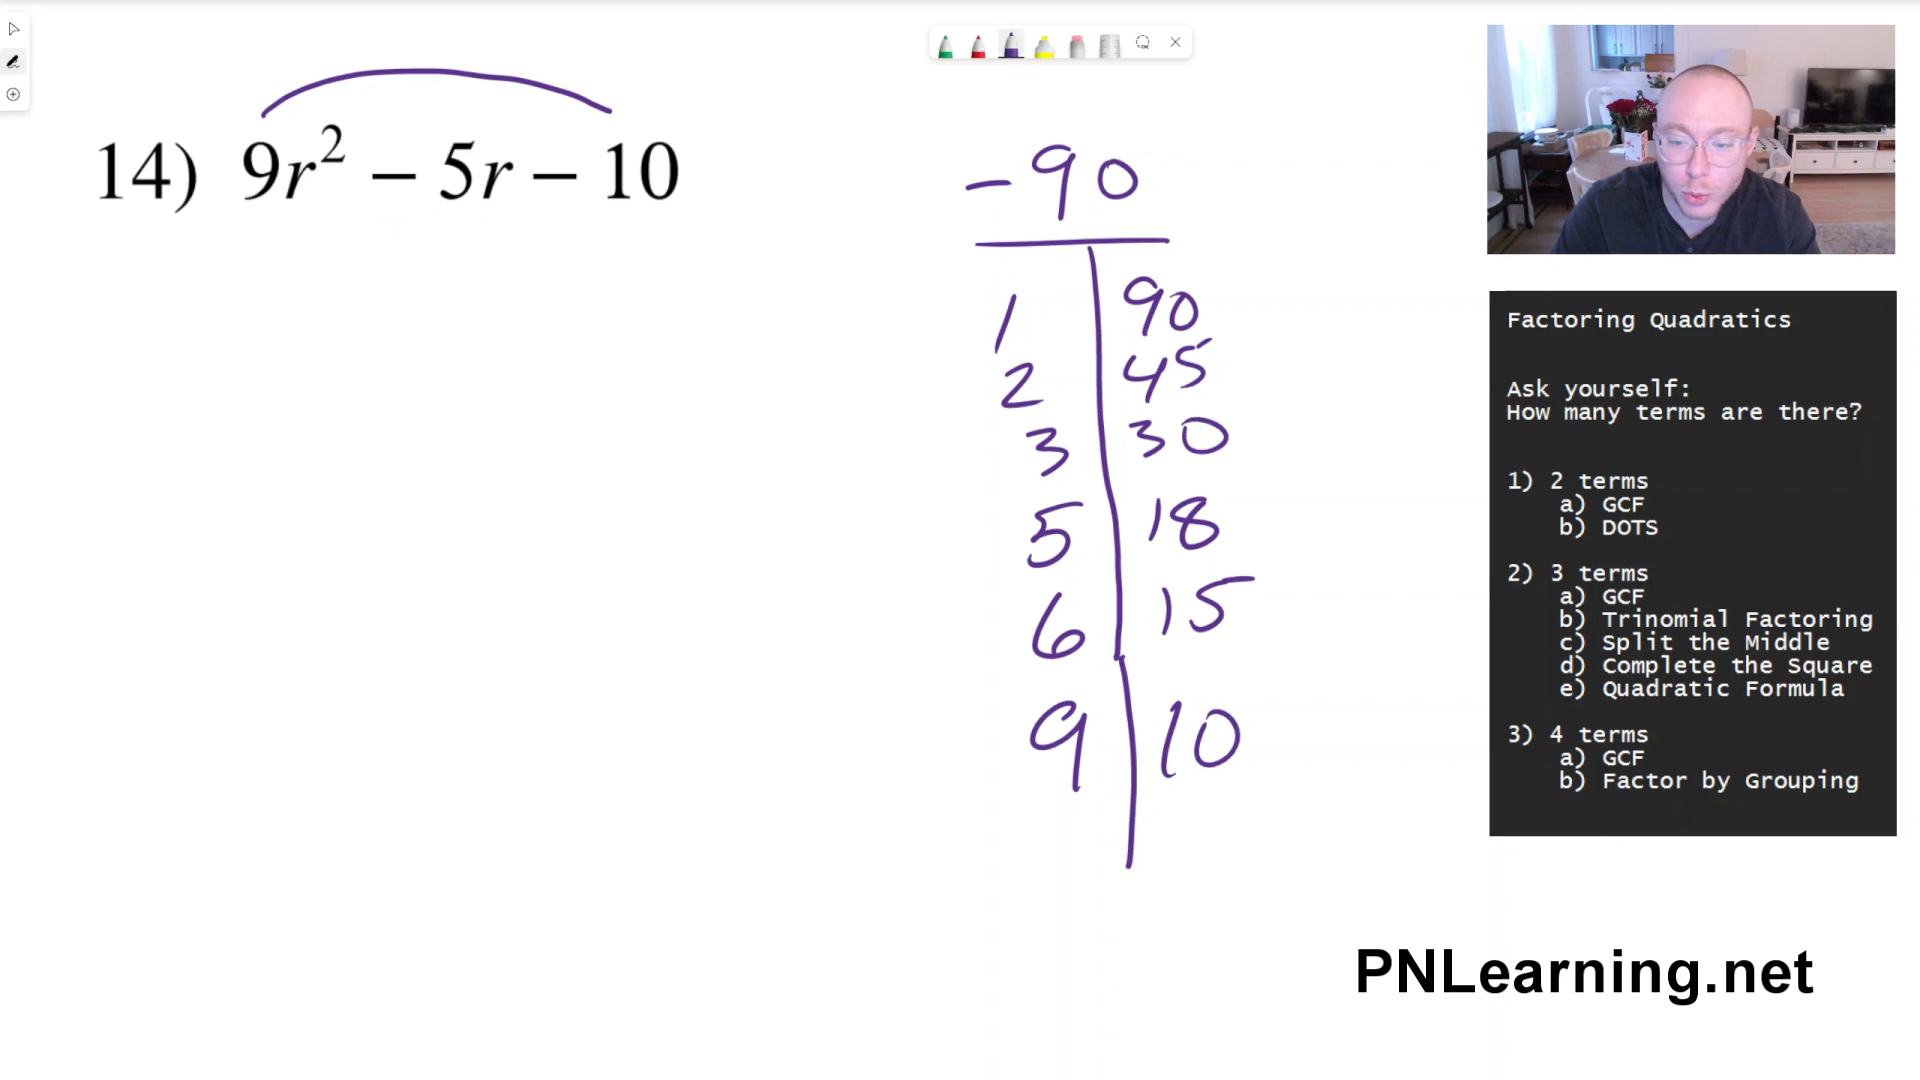 14) 9r² − 5r − 10
−90
1 90
2 45
3 30
5 18
6 15
9 10
Factoring Quadratics
Ask yourself:
How many terms are there?
1) 2 terms
a) GCF
b) DOTS
2) 3 terms
a) GCF
b) Trinomial Factoring
c) Split the Middle
d) Complete the Square
e) Quadratic Formula
3) 4 terms
a) GCF
b) Factor by Grouping
PNLearning.net